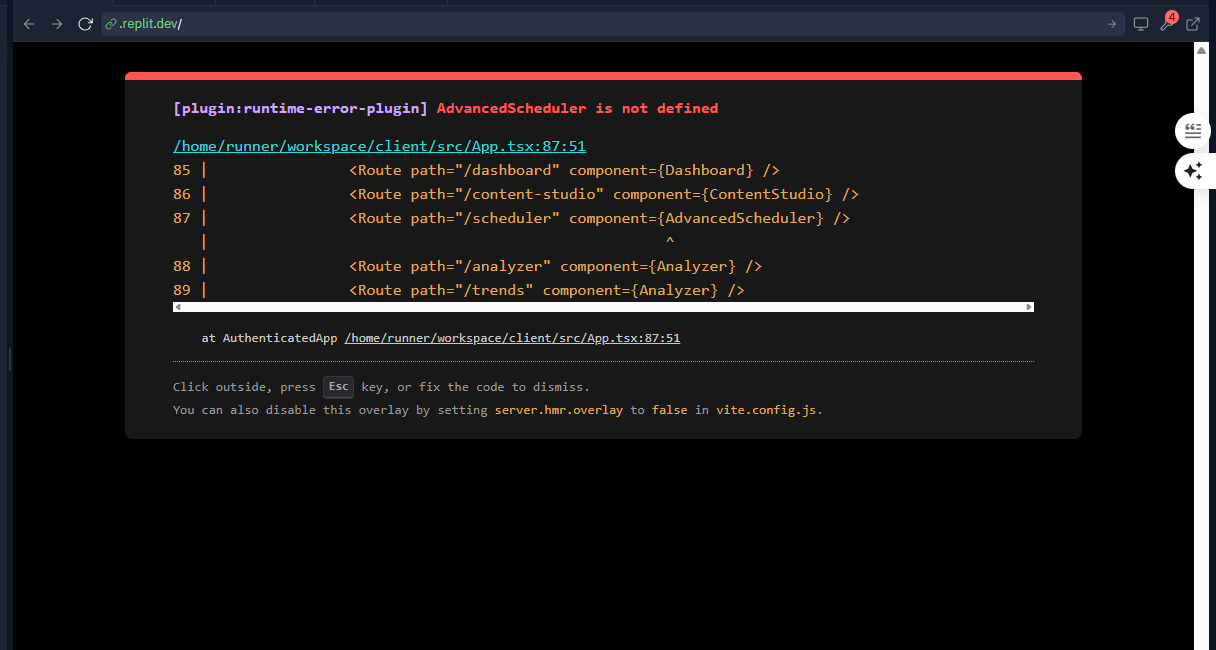 .replit.dev/
4
[plugin:runtime-error-plugin] AdvancedScheduler is not defined
/home/runner/workspace/client/src/App.tsx:87:51
85 | <Route path="/dashboard" component={Dashboard} />
86 | <Route path="/content-studio" component={ContentStudio} />
87 | <Route path="/scheduler" component={AdvancedScheduler} />
| ^
88 | <Route path="/analyzer" component={Analyzer} />
89 | <Route path="/trends" component={Analyzer} />
at AuthenticatedApp /home/runner/workspace/client/src/App.tsx:87:51
Click outside, press Esc key, or fix the code to dismiss.
You can also disable this overlay by setting server.hmr.overlay to false in vite.config.js.